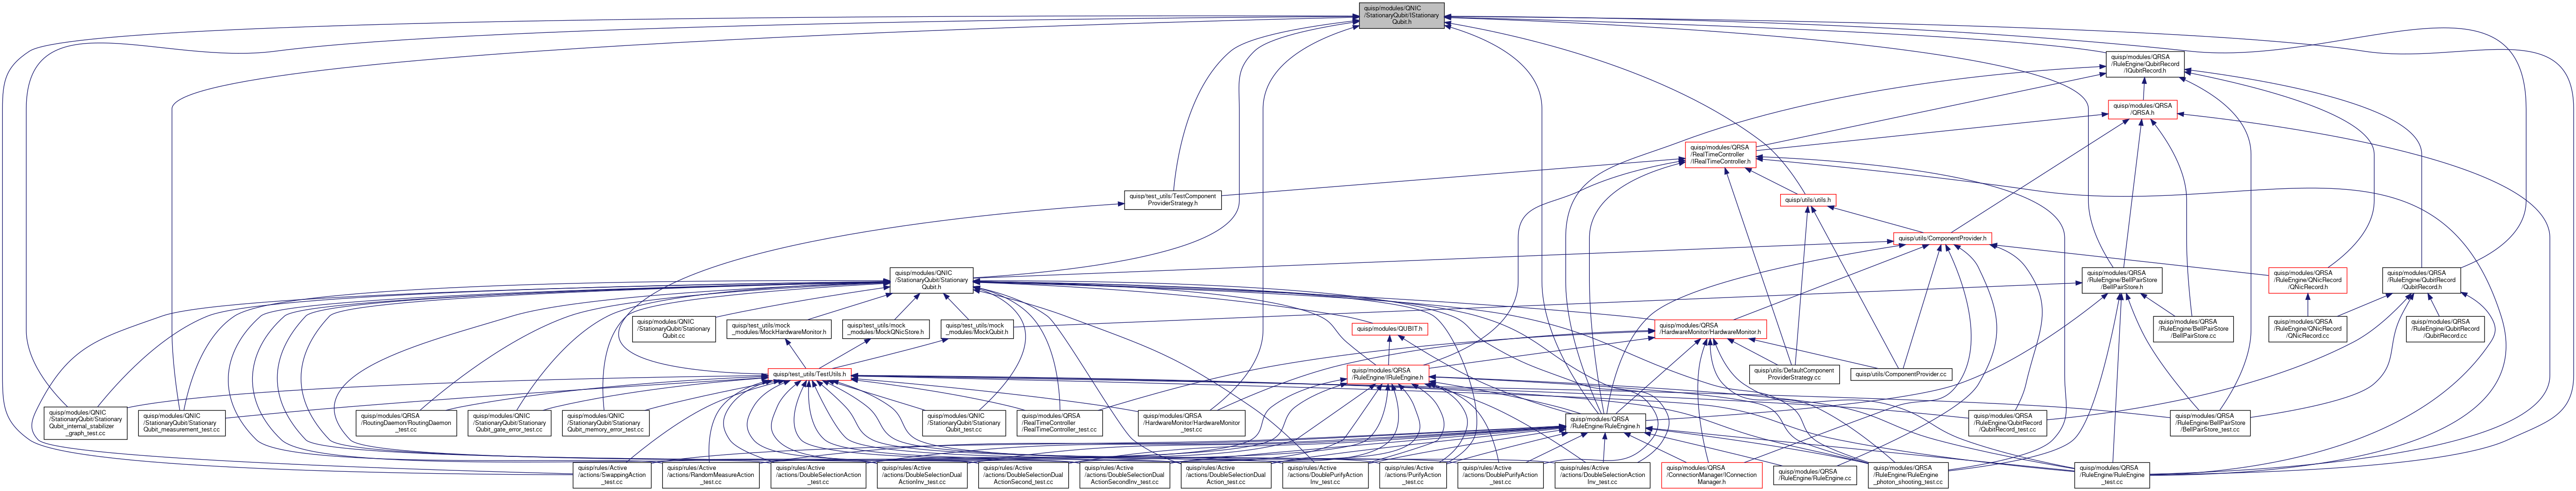 quisp/modules/QNIC
/StationaryQubit/IStationary
Qubit.h
quisp/modules/QRSA
/RuleEngine/QubitRecord
/IQubitRecord.h
quisp/modules/QRSA
/QRSA.h
quisp/modules/QRSA
/RealTimeController
/IRealTimeController.h
quisp/test_utils/TestComponent
ProviderStrategy.h
quisp/utils/utils.h
quisp/utils/ComponentProvider.h
quisp/modules/QNIC
/StationaryQubit/Stationary
Qubit.h
quisp/modules/QRSA
/RuleEngine/BellPairStore
/BellPairStore.h
quisp/modules/QRSA
/RuleEngine/QNicRecord
/QNicRecord.h
quisp/modules/QRSA
/RuleEngine/QubitRecord
/QubitRecord.h
quisp/modules/QNIC
/StationaryQubit/Stationary
Qubit.cc
quisp/test_utils/mock
_modules/MockHardwareMonitor.h
quisp/test_utils/mock
_modules/MockQNicStore.h
quisp/test_utils/mock
_modules/MockQubit.h
quisp/modules/QUBIT.h
quisp/modules/QRSA
/HardwareMonitor/HardwareMonitor.h
quisp/modules/QRSA
/RuleEngine/BellPairStore
/BellPairStore.cc
quisp/modules/QRSA
/RuleEngine/QNicRecord
/QNicRecord.cc
quisp/modules/QRSA
/RuleEngine/QubitRecord
/QubitRecord.cc
quisp/test_utils/TestUtils.h
quisp/modules/QRSA
/RuleEngine/IRuleEngine.h
quisp/utils/DefaultComponent
ProviderStrategy.cc
quisp/utils/ComponentProvider.cc
quisp/modules/QNIC
/StationaryQubit/Stationary
Qubit_internal_stabilizer
_graph_test.cc
quisp/modules/QNIC
/StationaryQubit/Stationary
Qubit_measurement_test.cc
quisp/modules/QRSA
/RoutingDaemon/RoutingDaemon
_test.cc
quisp/modules/QNIC
/StationaryQubit/Stationary
Qubit_gate_error_test.cc
quisp/modules/QNIC
/StationaryQubit/Stationary
Qubit_memory_error_test.cc
quisp/modules/QNIC
/StationaryQubit/Stationary
Qubit_test.cc
quisp/modules/QRSA
/RealTimeController
/RealTimeController_test.cc
quisp/modules/QRSA
/HardwareMonitor/HardwareMonitor
_test.cc
quisp/modules/QRSA
/RuleEngine/RuleEngine.h
quisp/modules/QRSA
/RuleEngine/QubitRecord
/QubitRecord_test.cc
quisp/modules/QRSA
/RuleEngine/BellPairStore
/BellPairStore_test.cc
quisp/rules/Active
actions/SwappingAction
_test.cc
quisp/rules/Active
actions/RandomMeasureAction
_test.cc
quisp/rules/Active
actions/DoubleSelectionAction
_test.cc
quisp/rules/Active
actions/DoubleSelectionDual
ActionInv_test.cc
quisp/rules/Active
actions/DoubleSelectionDual
ActionSecond_test.cc
quisp/rules/Active
actions/DoubleSelectionDual
ActionSecondInv_test.cc
quisp/rules/Active
actions/DoubleSelectionDual
Action_test.cc
quisp/rules/Active
actions/DoublePurifyAction
Inv_test.cc
quisp/rules/Active
actions/PurifyAction
_test.cc
quisp/rules/Active
actions/DoublePurifyAction
_test.cc
quisp/rules/Active
actions/DoubleSelectionAction
Inv_test.cc
quisp/modules/QRSA
/ConnectionManager/IConnection
Manager.h
quisp/modules/QRSA
/RuleEngine/RuleEngine.cc
quisp/modules/QRSA
/RuleEngine/RuleEngine
_photon_shooting_test.cc
quisp/modules/QRSA
/RuleEngine/RuleEngine
_test.cc